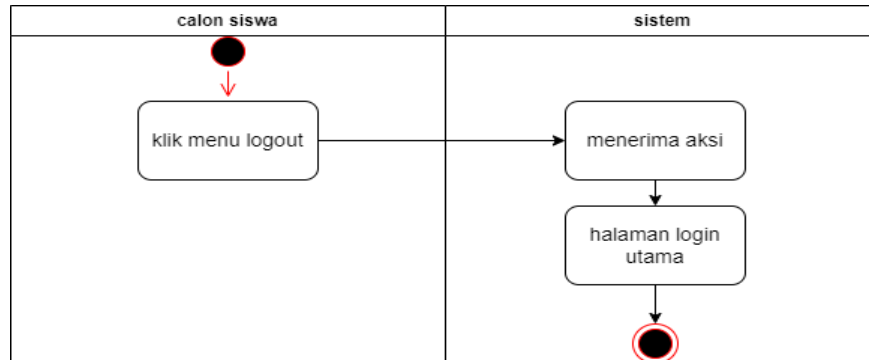 calon siswa
sistem
klik menu logout
menerima aksi
halaman login
utama